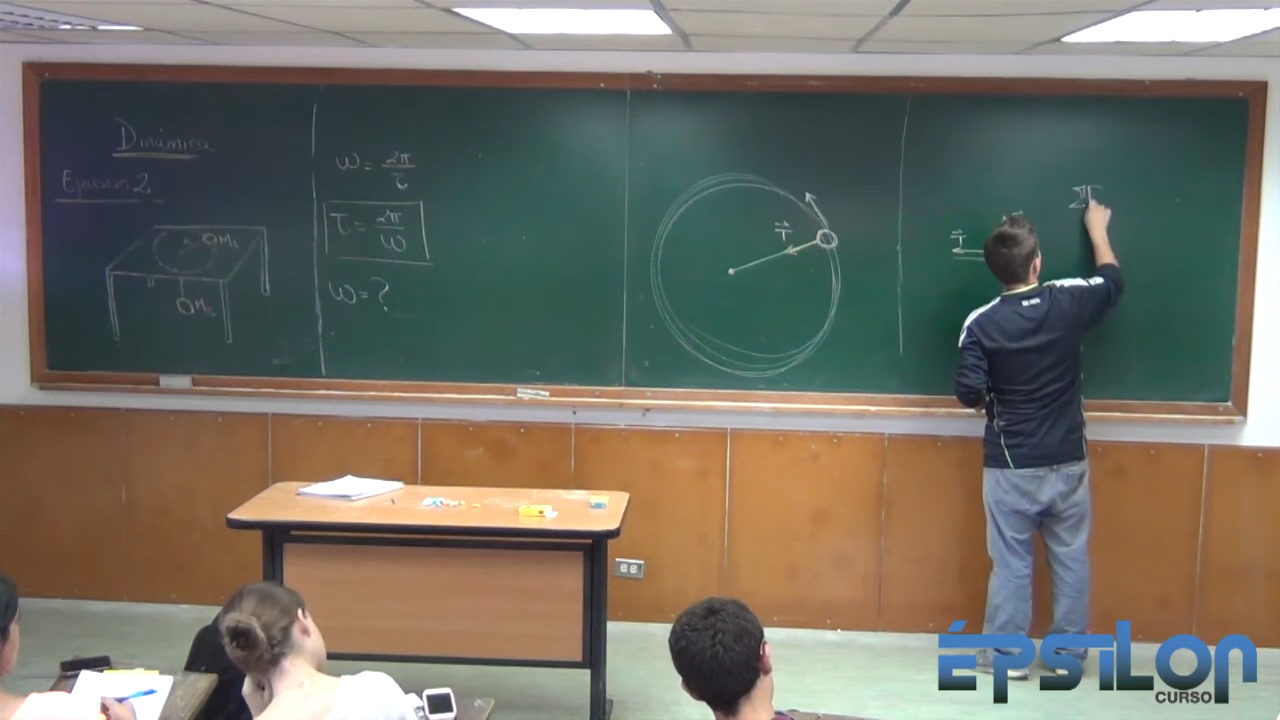 Dinámica
Ejercicio 2
M₁
M₂
ω = 2π/τ
τ = 2π/ω
ω = ?
T⃗
T⃗
ΣF
ÉPSILON
CURSO